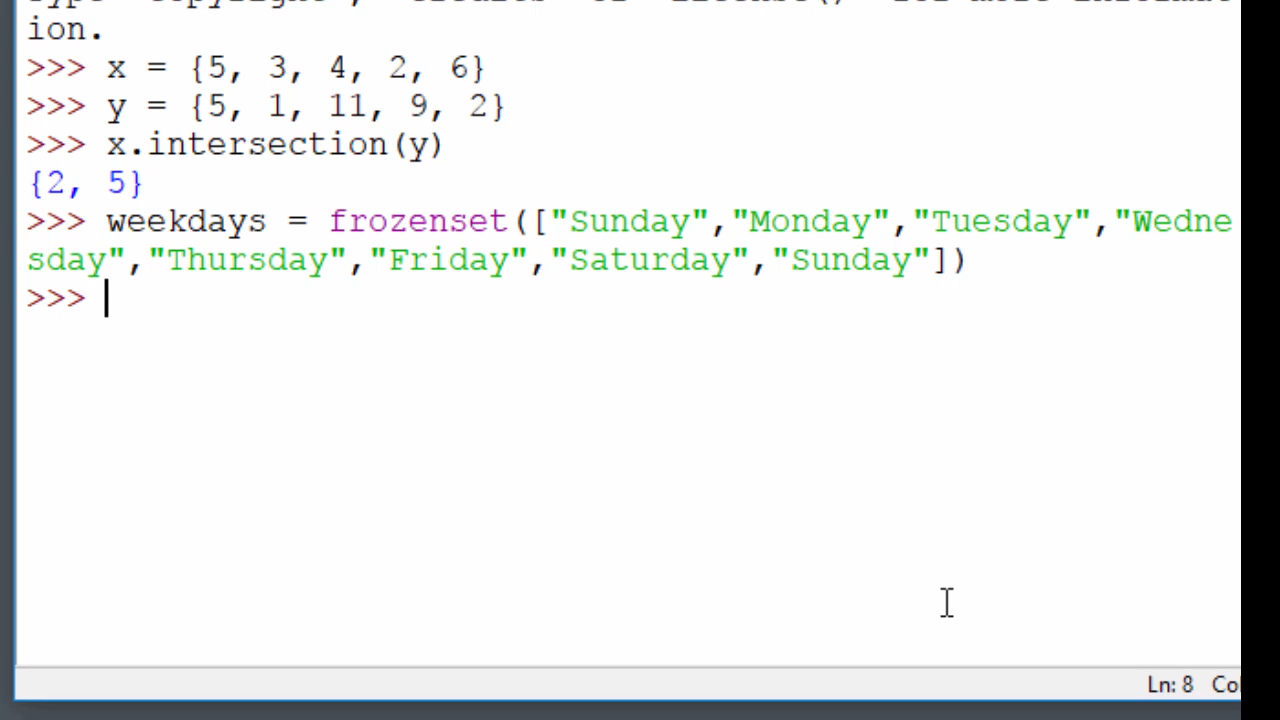 ion.
>>> x = {5, 3, 4, 2, 6}
>>> y = {5, 1, 11, 9, 2}
>>> x.intersection(y)
{2, 5}
>>> weekdays = frozenset(["Sunday","Monday","Tuesday","Wedne
sday","Thursday","Friday","Saturday","Sunday"])
>>>
Ln: 8